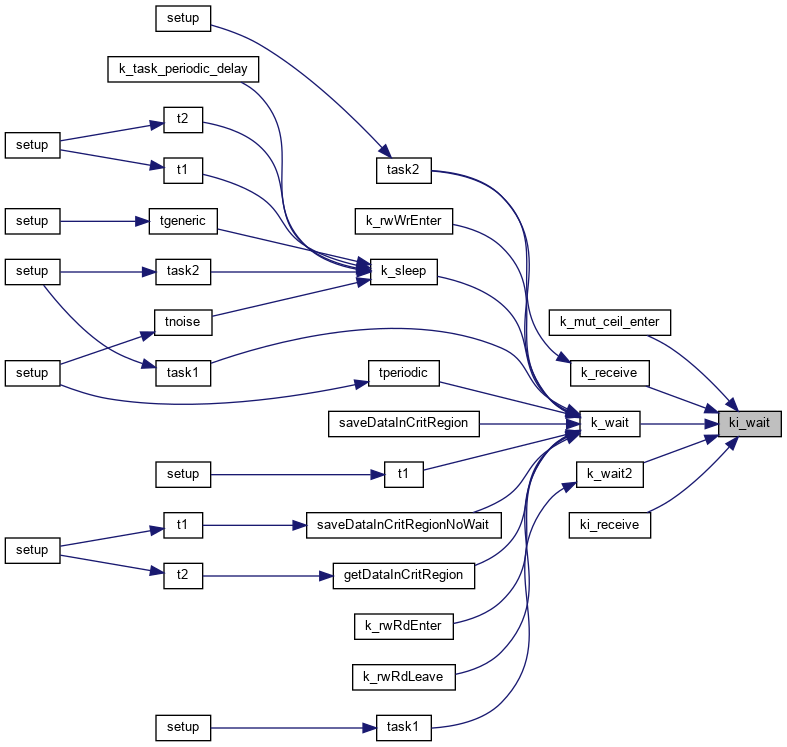 setup
k_task_periodic_delay
t2
setup
t1
task2
k_rwWrEnter
setup
tgeneric
setup
task2
k_sleep
tnoise
k_mut_ceil_enter
setup
task1
tperiodic
k_receive
saveDataInCritRegion
k_wait
ki_wait
setup
t1
k_wait2
t1
saveDataInCritRegionNoWait
ki_receive
setup
t2
getDataInCritRegion
k_rwRdEnter
k_rwRdLeave
setup
task1